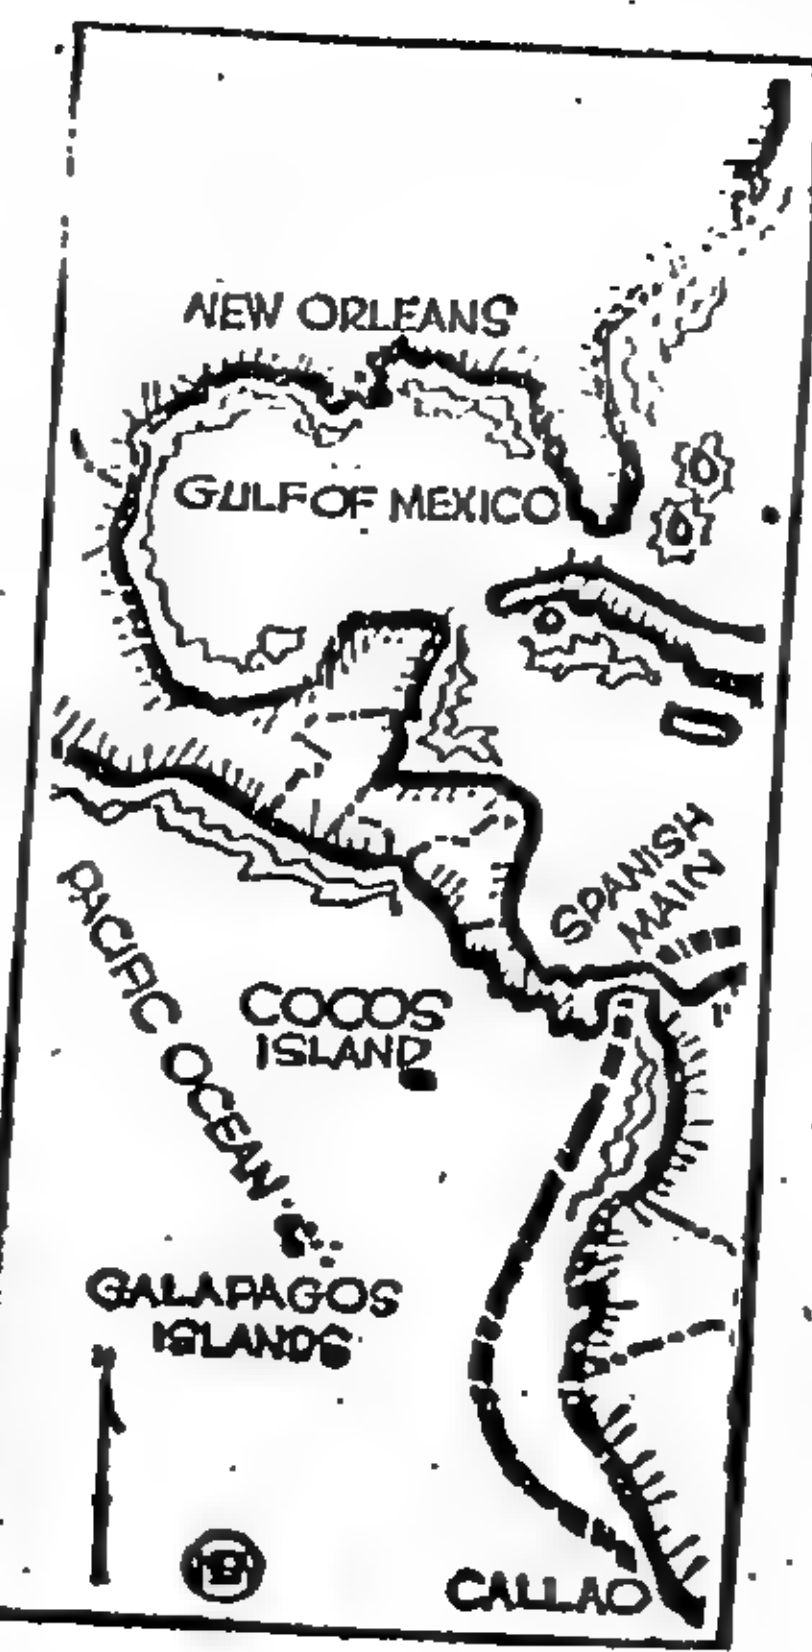 NEW ORLEANS
GULF OF MEXICO
SPANISH
MAIN
PACIFIC OCEAN
COCOS
ISLAND
GALAPAGOS
ISLANDS
CALLAO